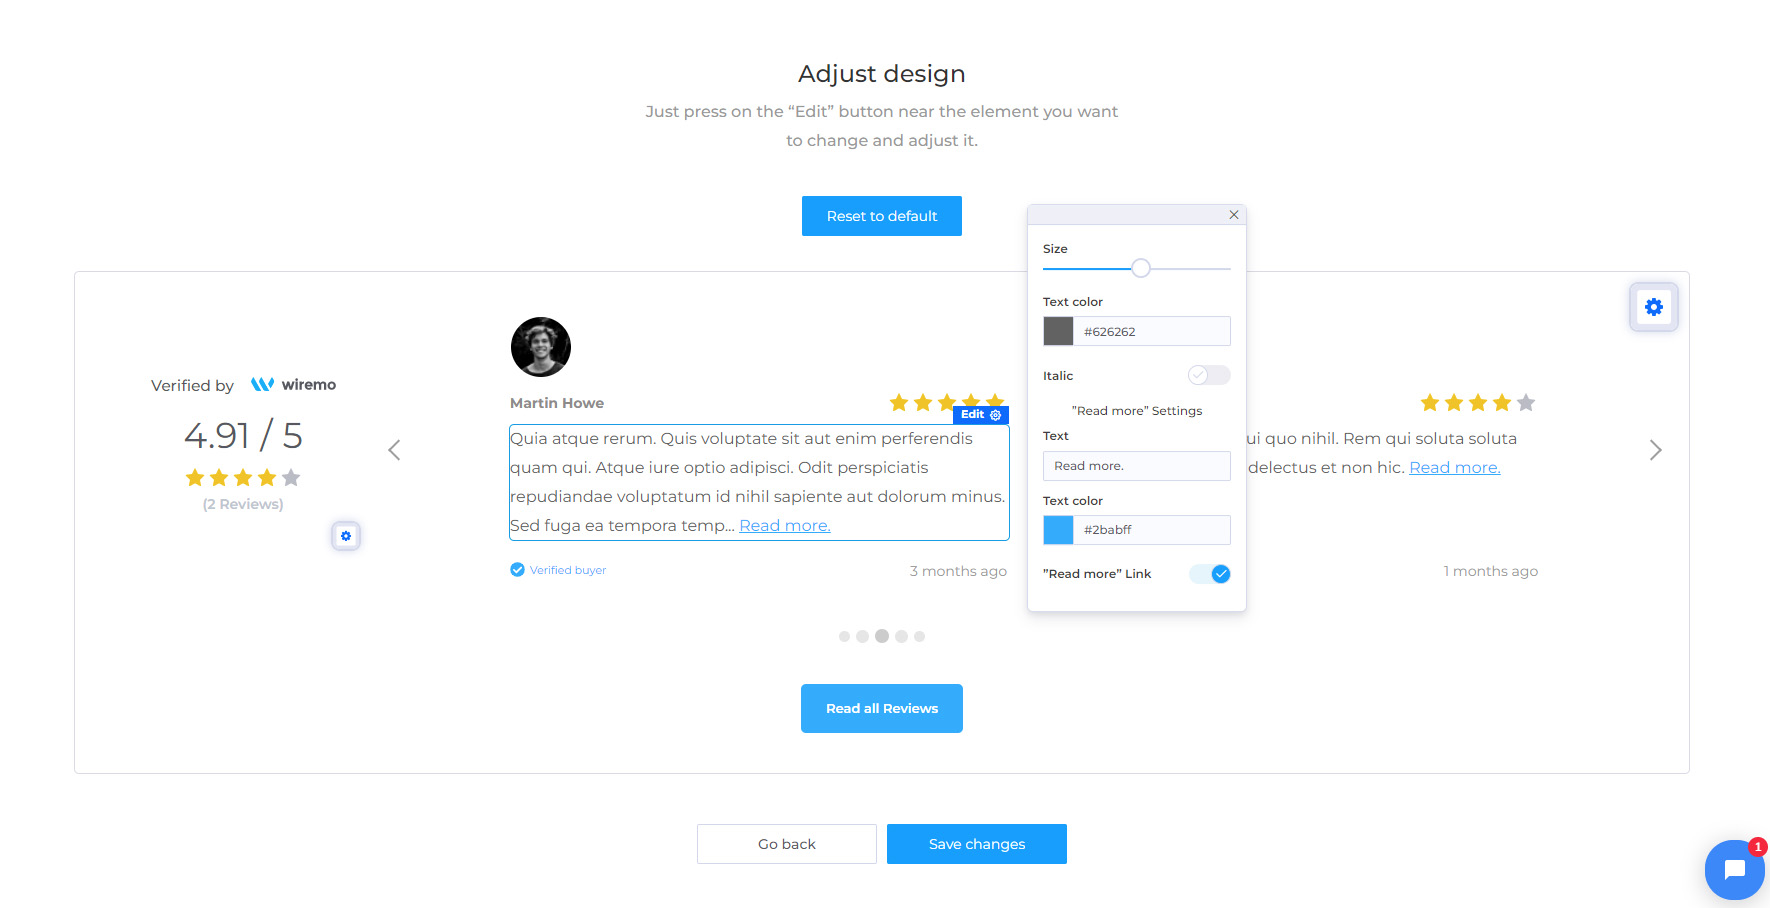 Adjust design
Just press on the “Edit” button near the element you want
to change and adjust it.
Reset to default
Verified by wiremo
4.91 / 5
(2 Reviews)
Martin Howe
Edit
Quia atque rerum. Quis voluptate sit aut enim perferendis
quam qui. Atque iure optio adipisci. Odit perspiciatis
repudiandae voluptatum id nihil sapiente aut dolorum minus.
Sed fuga ea tempora temp... Read more.
Verified buyer
3 months ago
Size
Text color
#626262
Italic
”Read more” Settings
Text
Read more.
Text color
#2babff
”Read more” Link
ui quo nihil. Rem qui soluta soluta
delectus et non hic. Read more.
1 months ago
Read all Reviews
Go back
Save changes
1